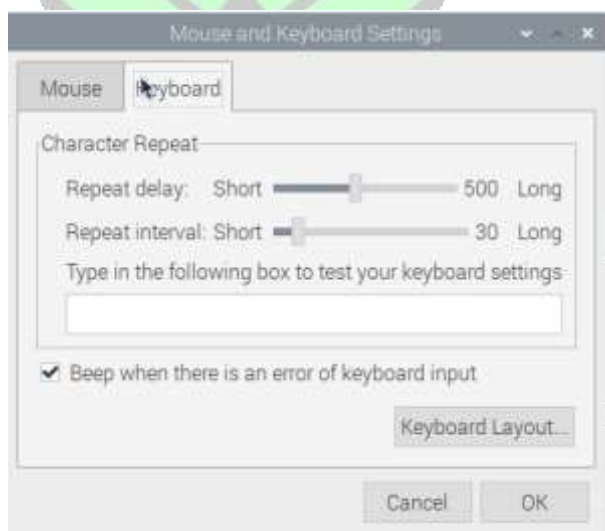 Mouse and Keyboard Settings
Mouse Keyboard
Character Repeat
Repeat delay: Short 500 Long
Repeat interval: Short 30 Long
Type in the following box to test your keyboard settings
Beep when there is an error of keyboard input
Keyboard Layout...
Cancel OK